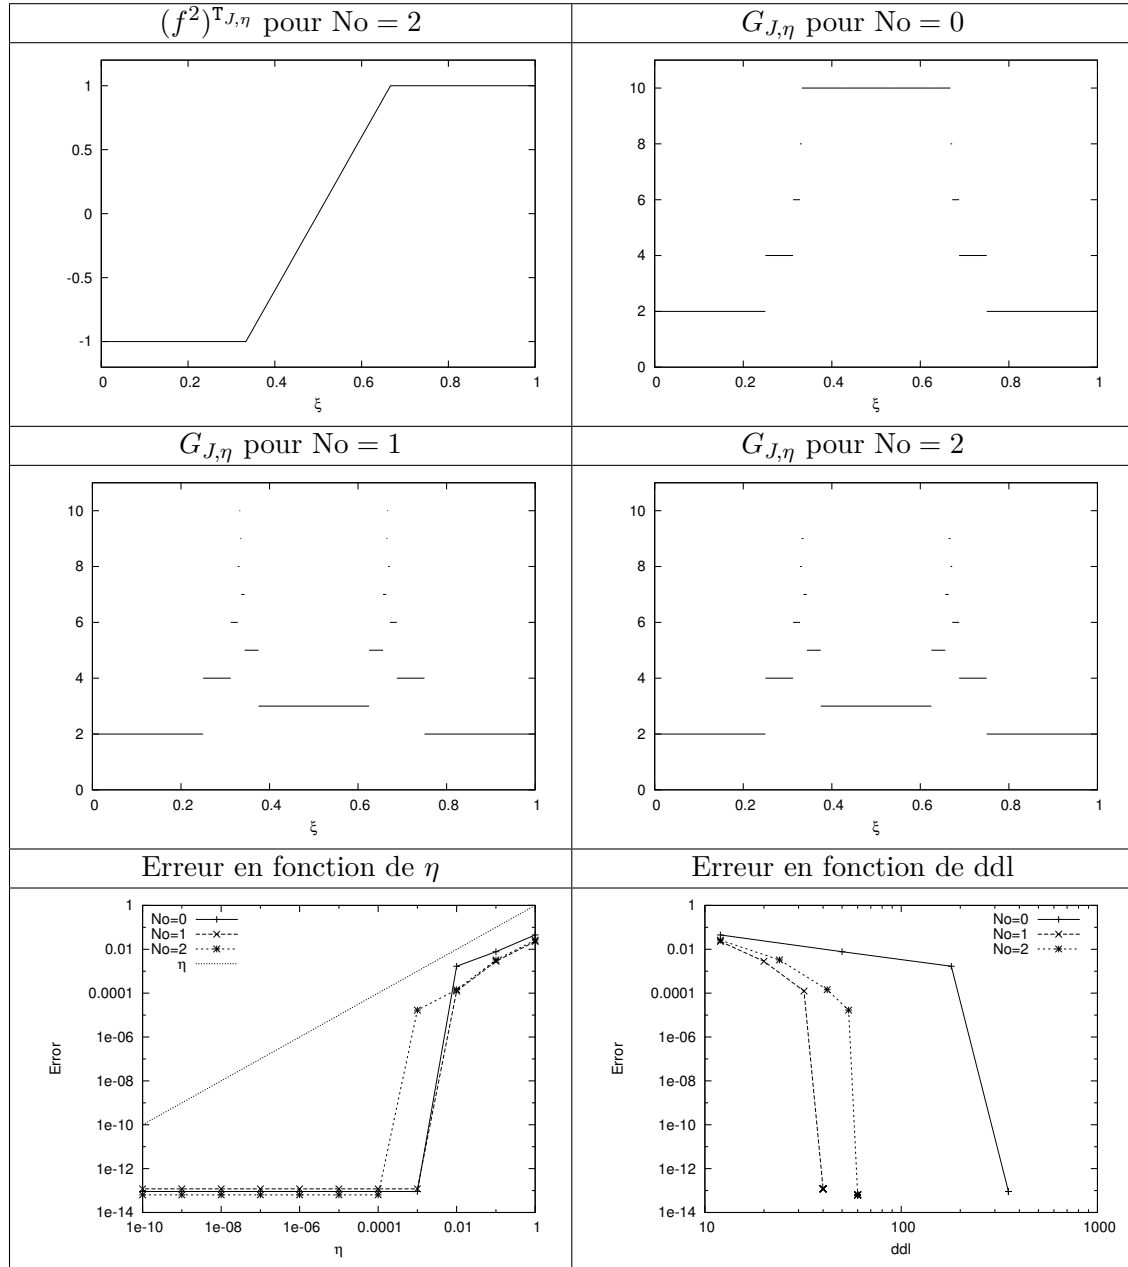 (f²)^{T_{J,η}} pour No = 2
G_{J,η} pour No = 0
1
0.5
0
-0.5
-1
0 0.2 0.4 0.6 0.8 1
ξ
10
8
6
4
2
0
0 0.2 0.4 0.6 0.8 1
ξ
G_{J,η} pour No = 1
G_{J,η} pour No = 2
10
8
6
4
2
0
0 0.2 0.4 0.6 0.8 1
ξ
10
8
6
4
2
0
0 0.2 0.4 0.6 0.8 1
ξ
Erreur en fonction de η
Erreur en fonction de ddl
1
0.01
0.0001
1e-06
1e-08
1e-10
1e-12
1e-14
Error
No=0
No=1
No=2
η
1e-10 1e-08 1e-06 0.0001 0.01 1
η
1
0.01
0.0001
1e-06
1e-08
1e-10
1e-12
1e-14
Error
No=0
No=1
No=2
10 100 1000
ddl